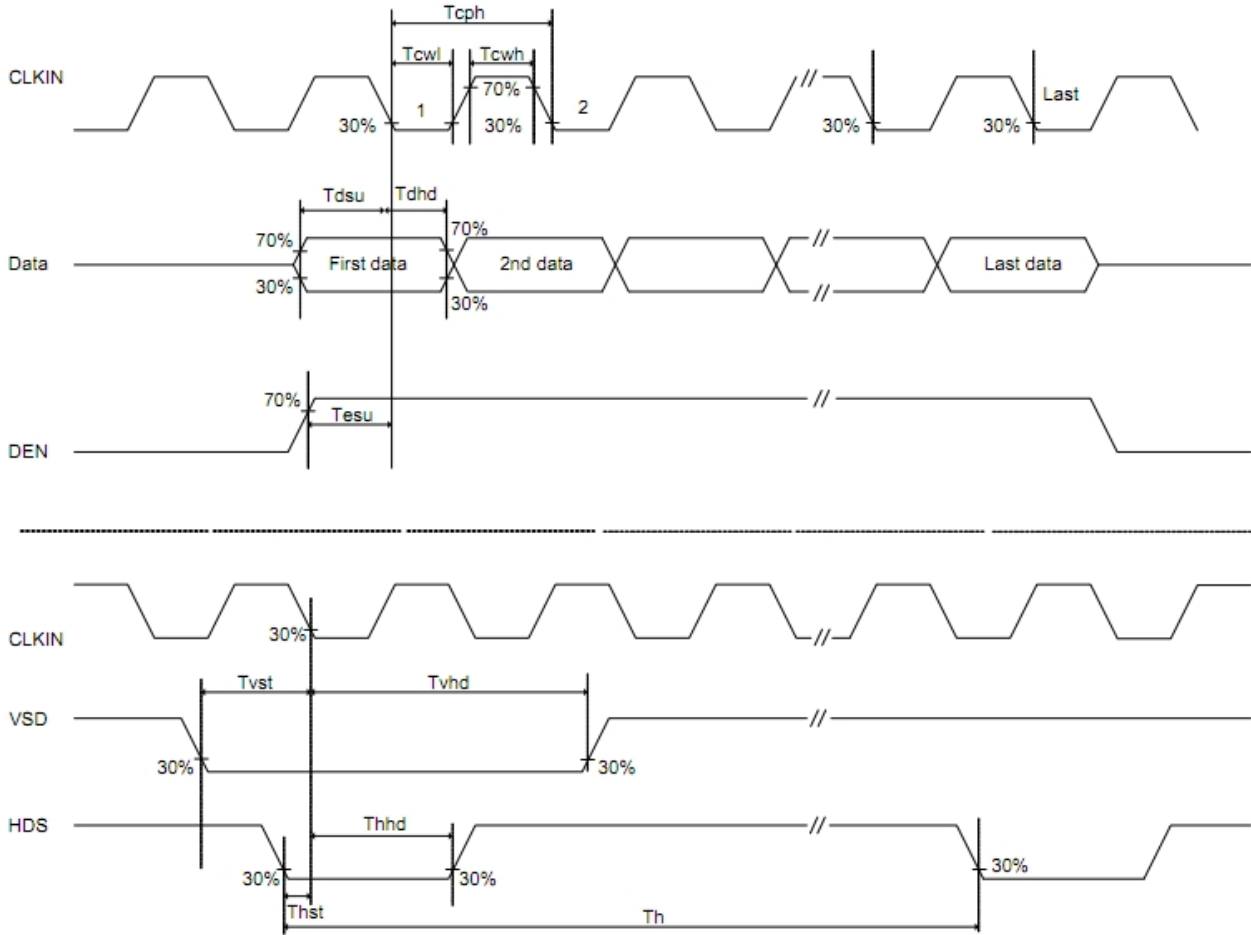 Tcph
Tcwl Tcwh
CLKIN 70% Last
1 2
30% 30% 30% 30%
Tdsu Tdhd
70% 70%
Data First data 2nd data // Last data
30% 30%
//
70% //
Tesu
DEN
CLKIN 30% //
Tvst Tvhd
VSD //
30% 30%
HDS Thhd //
30% 30% 30%
Thst Th